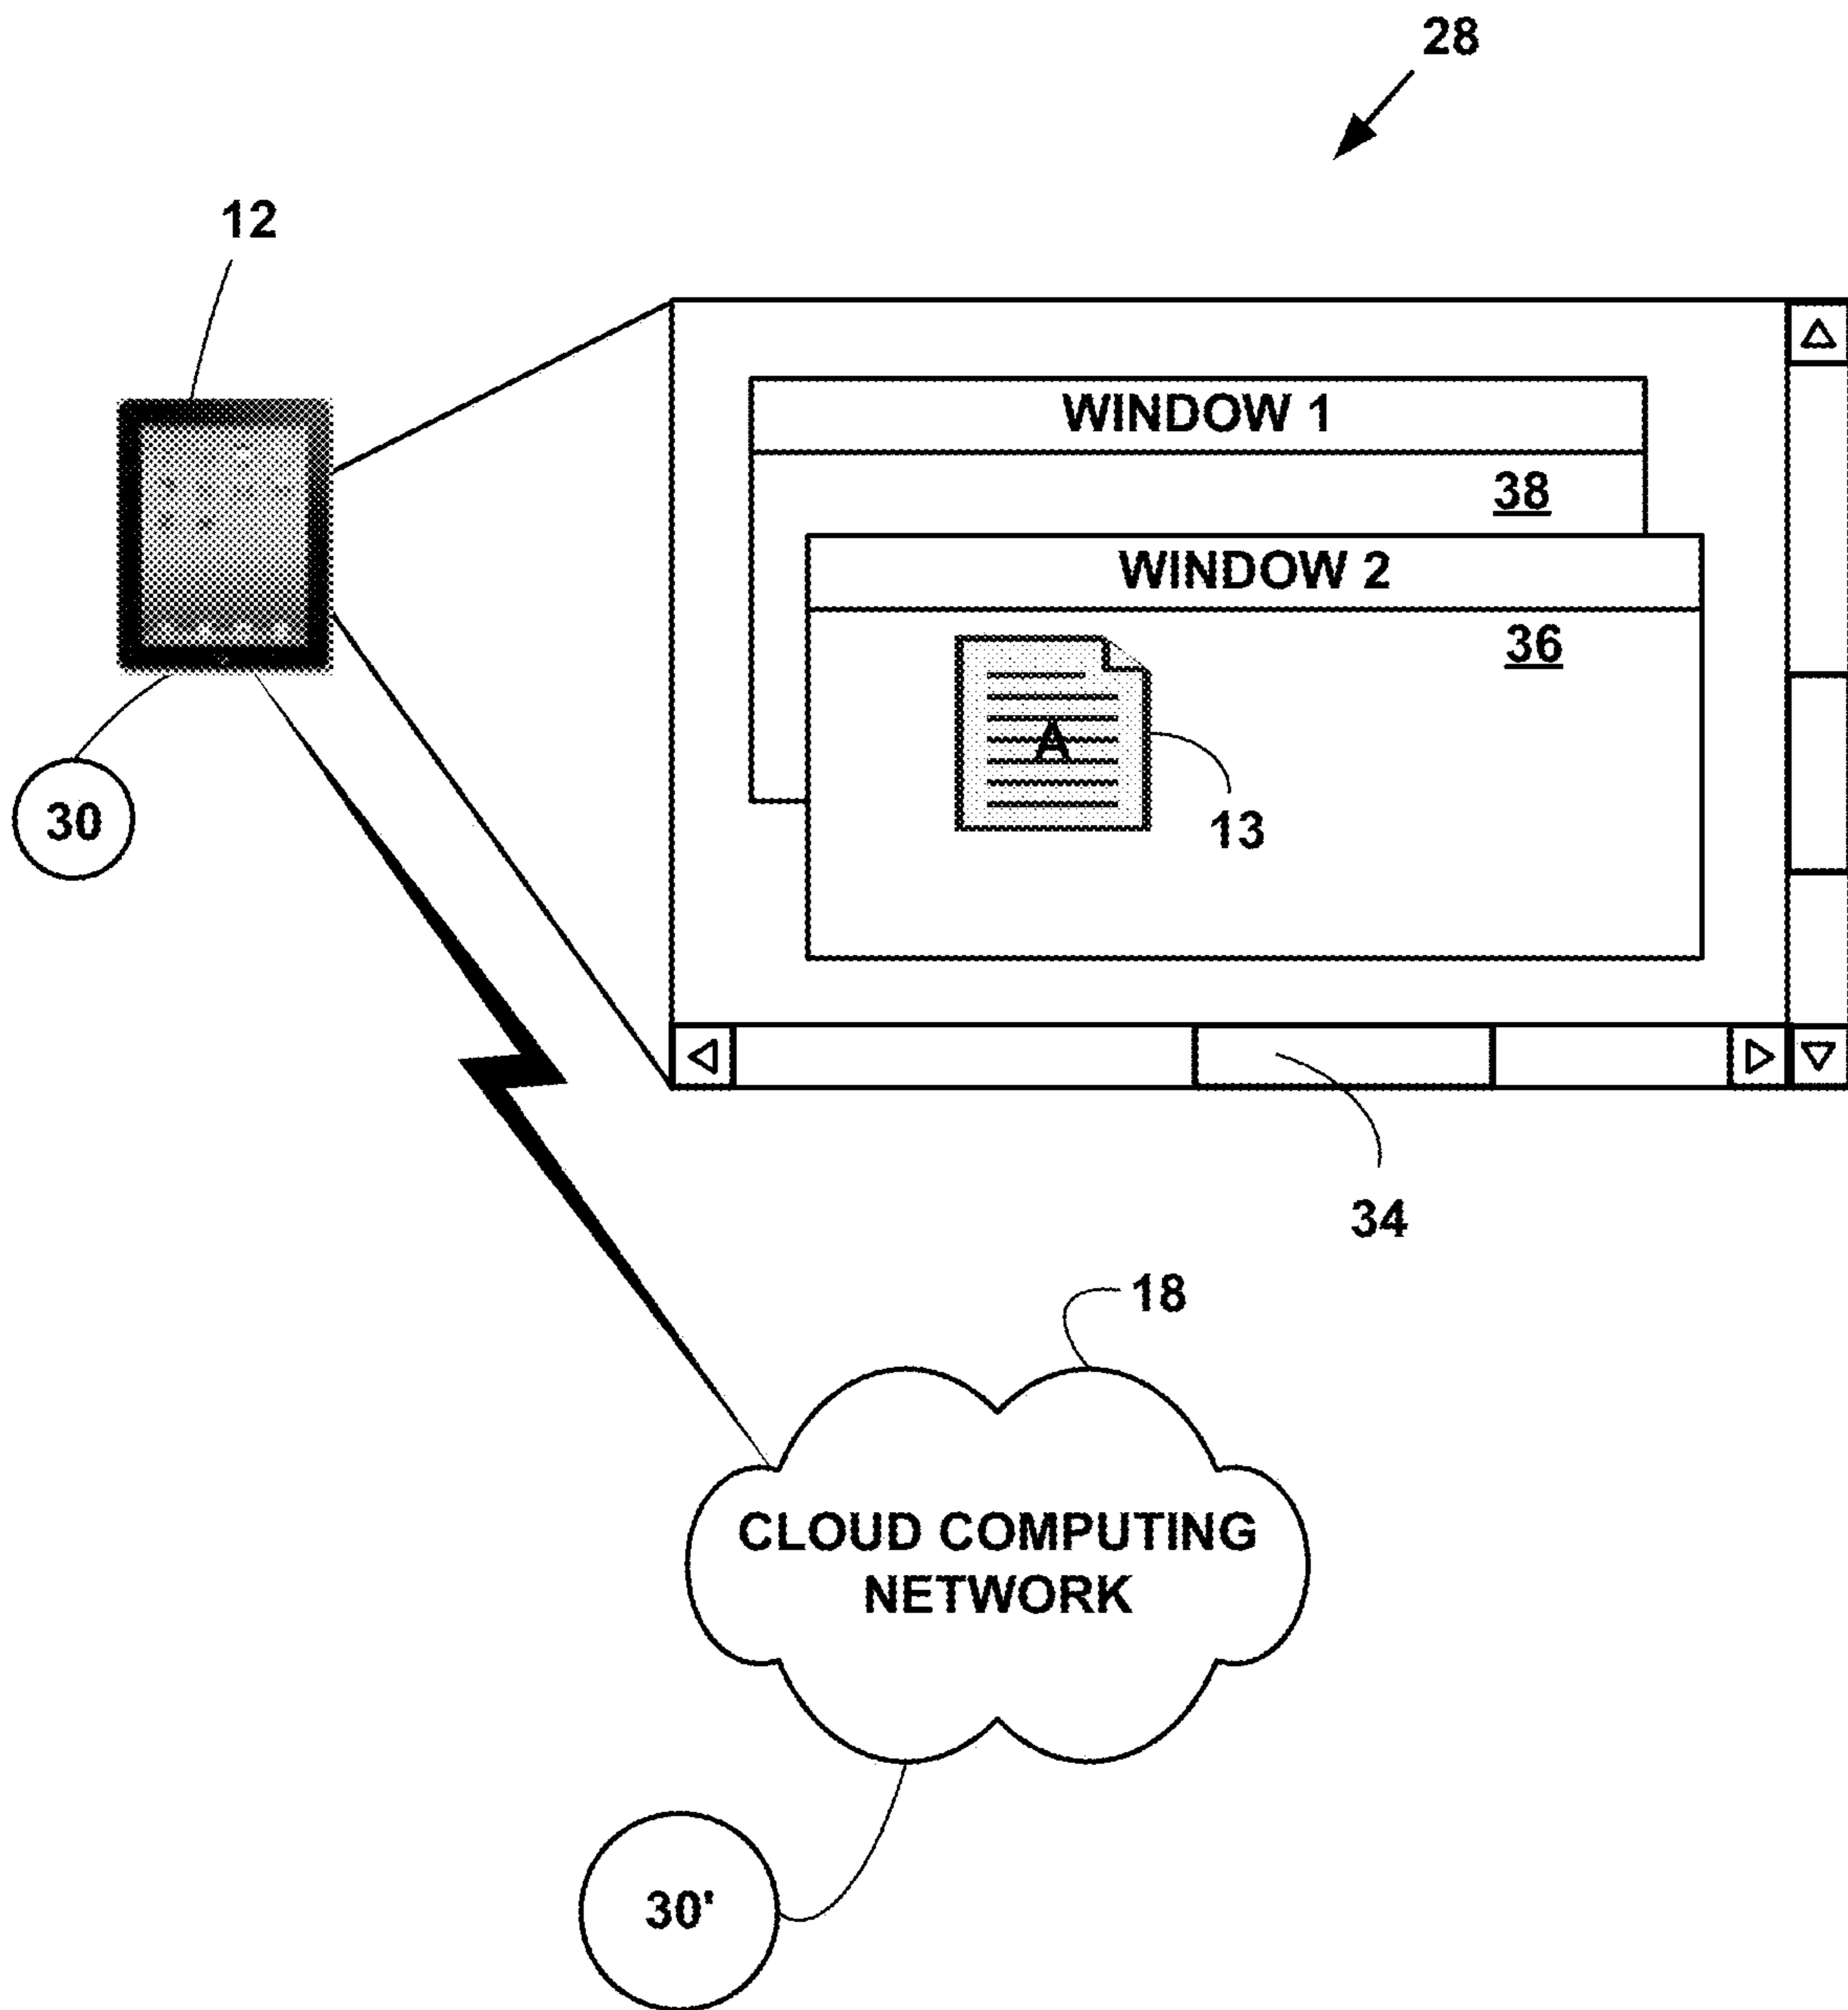 28
12
WINDOW 1
38
WINDOW 2
36
A
13
30
34
18
CLOUD COMPUTING
NETWORK
30'